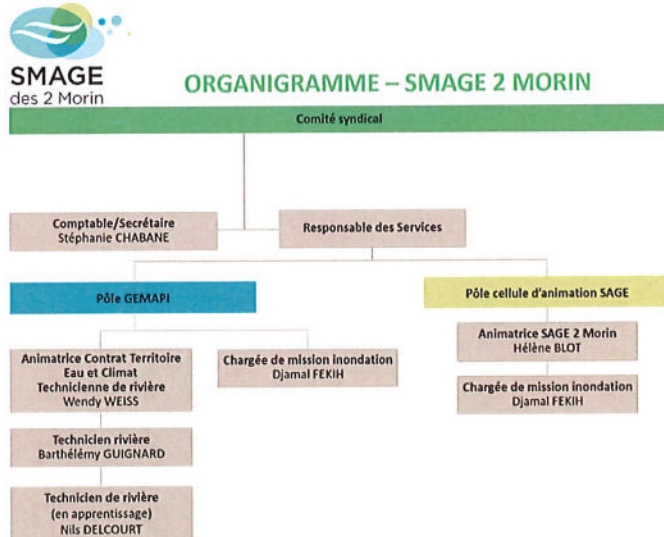 SMAGE
des 2 Morin
ORGANIGRAMME – SMAGE 2 MORIN
Comité syndical
Comptable/Secrétaire
Stéphanie CHABANE
Responsable des Services
Pôle GEMAPI
Pôle cellule d'animation SAGE
Animatrice Contrat Territoire
Eau et Climat
Technicienne de rivière
Wendy WEISS
Chargée de mission inondation
Djamal FEKIH
Animatrice SAGE 2 Morin
Hélène BLOT
Chargée de mission inondation
Djamal FEKIH
Technicien rivière
Barthélémy GUIGNARD
Technicien de rivière
(en apprentissage)
Nils DELCOURT